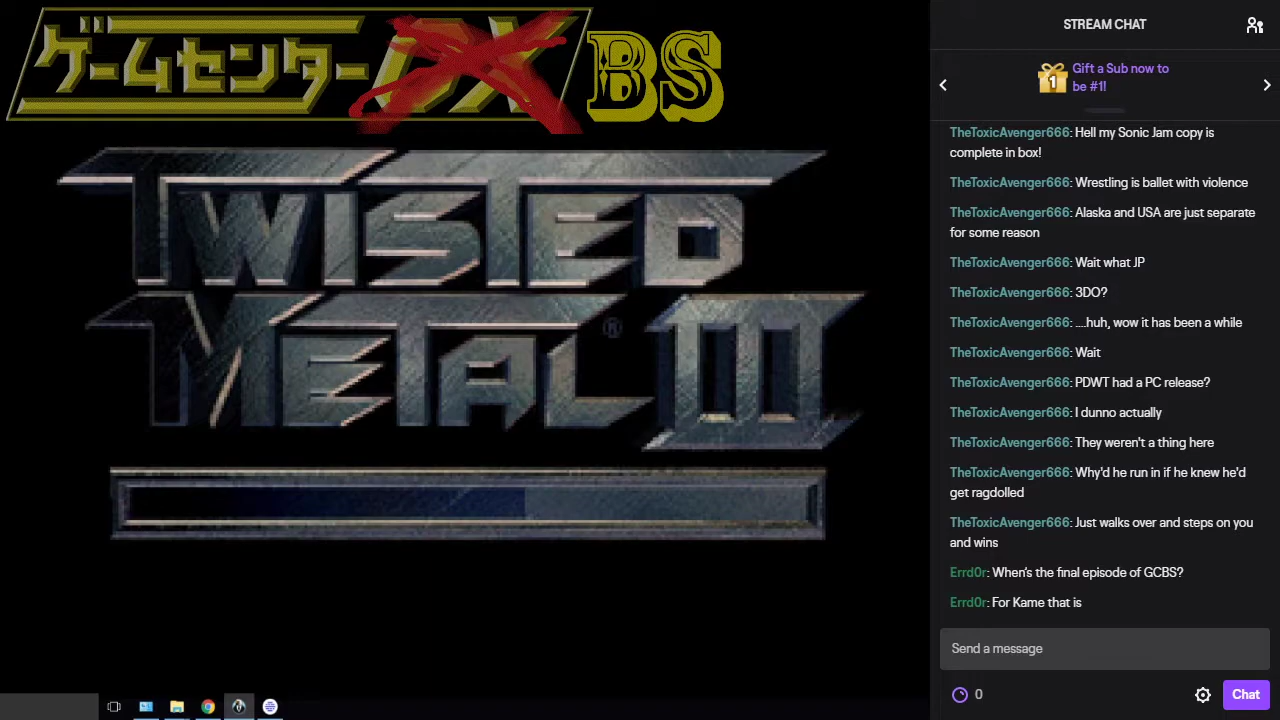 ゲームセンターDX BS
TWISTED
METAL III
®
STREAM CHAT
1
Gift a Sub now to
be #1!
TheToxicAvenger666: Hell my Sonic Jam copy is
complete in box!
TheToxicAvenger666: Wrestling is ballet with violence
TheToxicAvenger666: Alaska and USA are just separate
for some reason
TheToxicAvenger666: Wait what JP
TheToxicAvenger666: 3DO?
TheToxicAvenger666: ...huh, wow it has been a while
TheToxicAvenger666: Wait
TheToxicAvenger666: PDWT had a PC release?
TheToxicAvenger666: I dunno actually
TheToxicAvenger666: They weren't a thing here
TheToxicAvenger666: Why'd he run in if he knew he'd
get ragdolled
TheToxicAvenger666: Just walks over and steps on you
and wins
Errd0r: When's the final episode of GCBS?
Errd0r: For Kame that is
Send a message
0
Chat